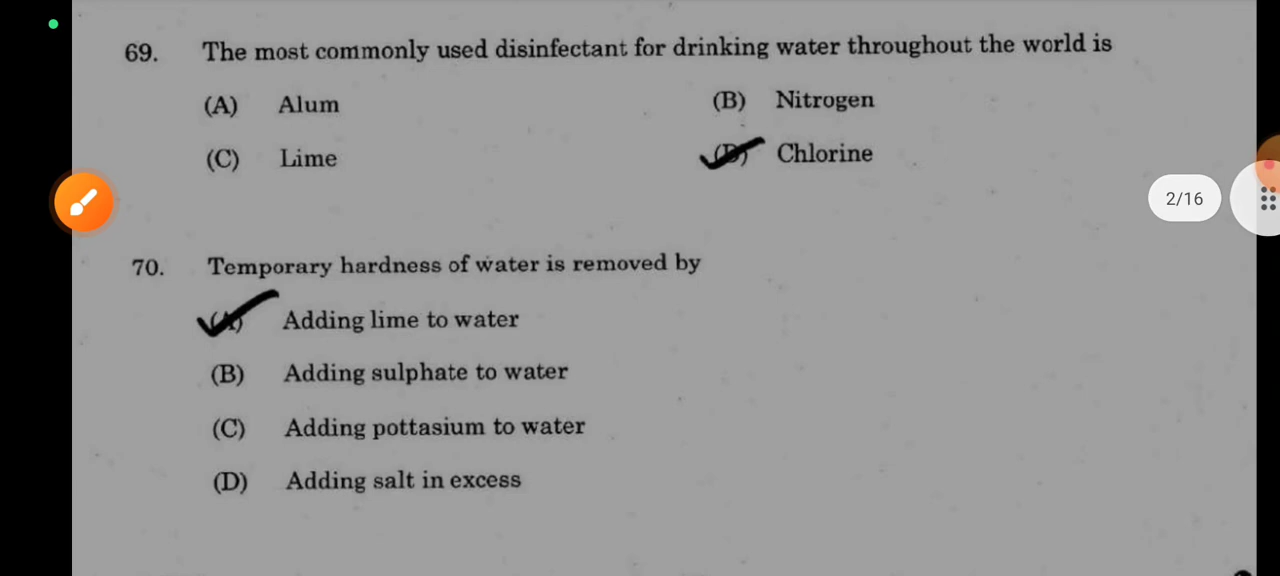 69. The most commonly used disinfectant for drinking water throughout the world is
(A) Alum (B) Nitrogen
(C) Lime (D) Chlorine
2/16
70. Temporary hardness of water is removed by
(A) Adding lime to water
(B) Adding sulphate to water
(C) Adding pottasium to water
(D) Adding salt in excess